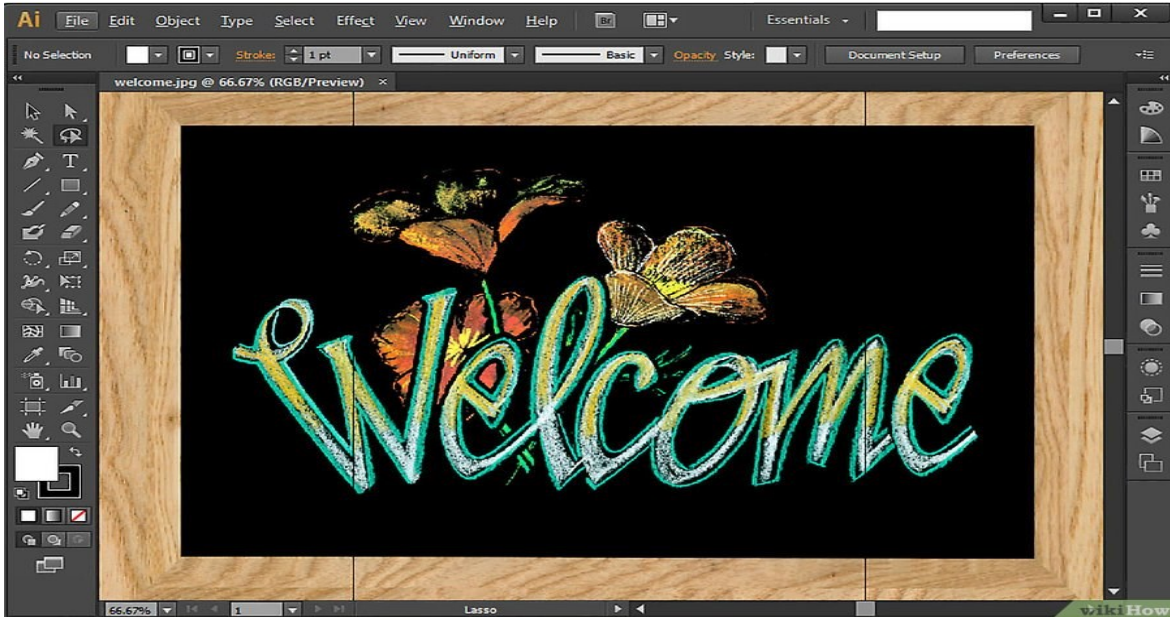 Ai File Edit Object Type Select Effect View Window Help Br Essentials
No Selection Stroke: 1 pt Uniform Basic Opacity Style: Document Setup Preferences
welcome.jpg @ 66.67% (RGB/Preview) ×
T
Welcome
66.67% 1 Lasso
wikiHow